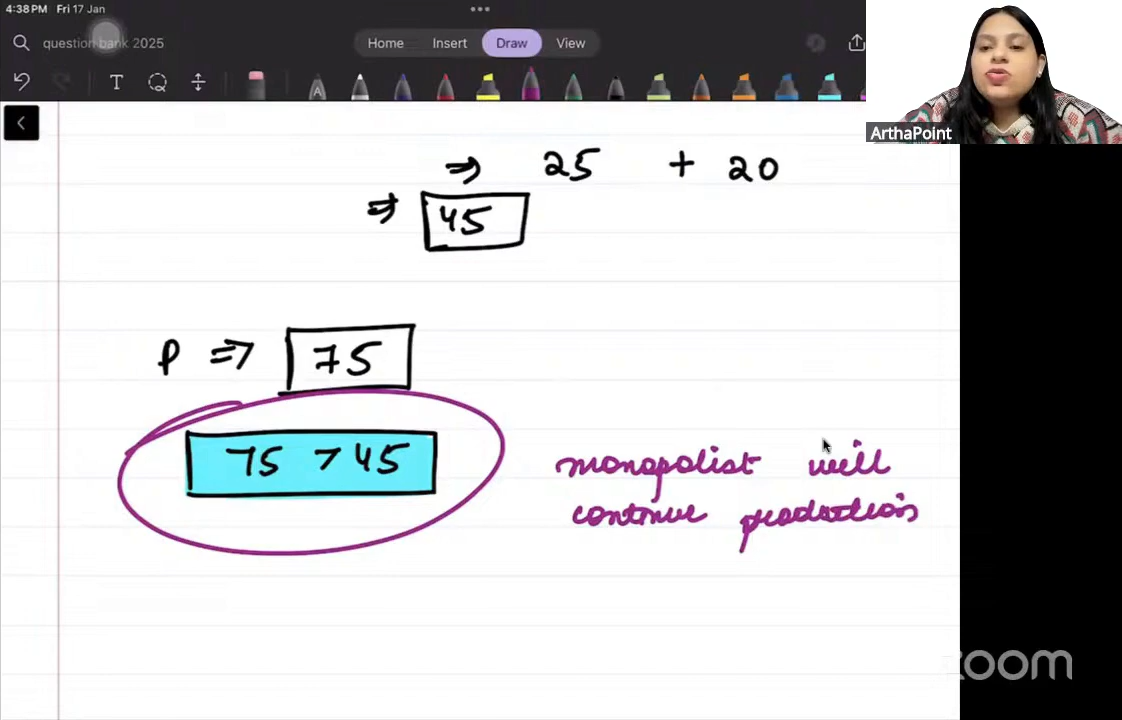 4:38 PM Fri 17 Jan
question bank 2025
Home Insert Draw View
T
A
ArthaPoint
⇒ 25 + 20
⇒ 45
P ⇒ 75
75 > 45
monopolist will
continue production
zoom